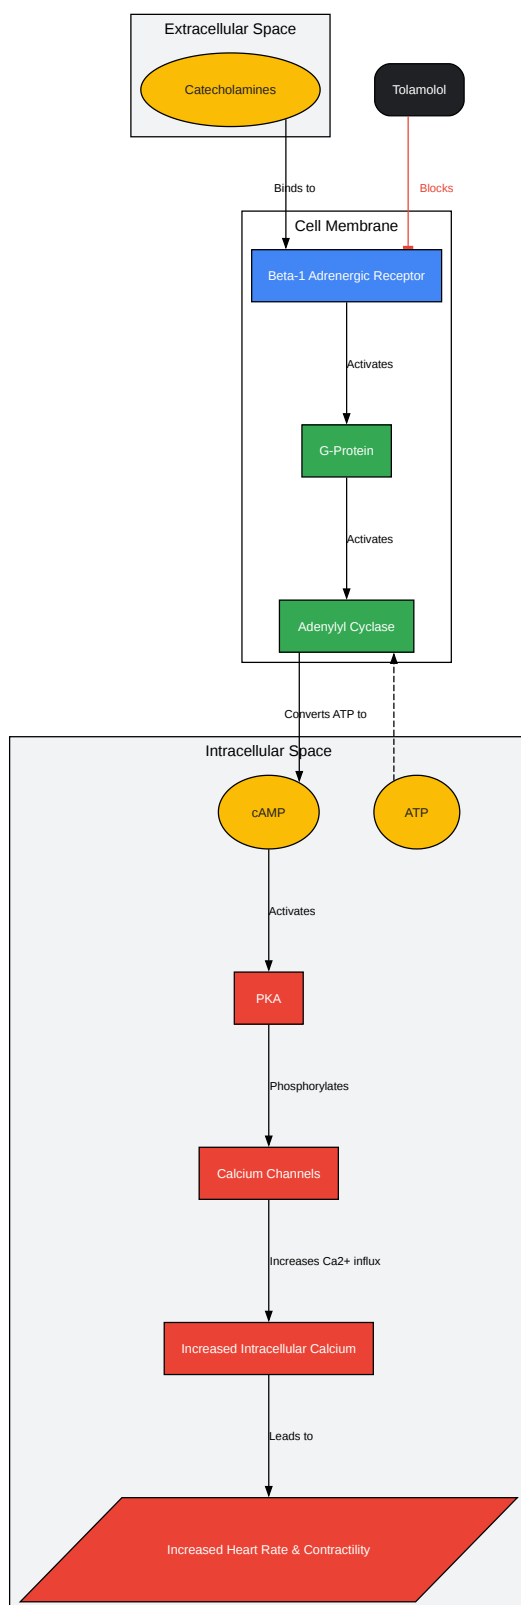 Extracellular Space
Catecholamines
Tolamolol
Binds to
Blocks
Cell Membrane
Beta-1 Adrenergic Receptor
Activates
G-Protein
Activates
Adenylyl Cyclase
Converts ATP to
Intracellular Space
cAMP
ATP
Activates
PKA
Phosphorylates
Calcium Channels
Increases Ca2+ influx
Increased Intracellular Calcium
Leads to
Increased Heart Rate & Contractility